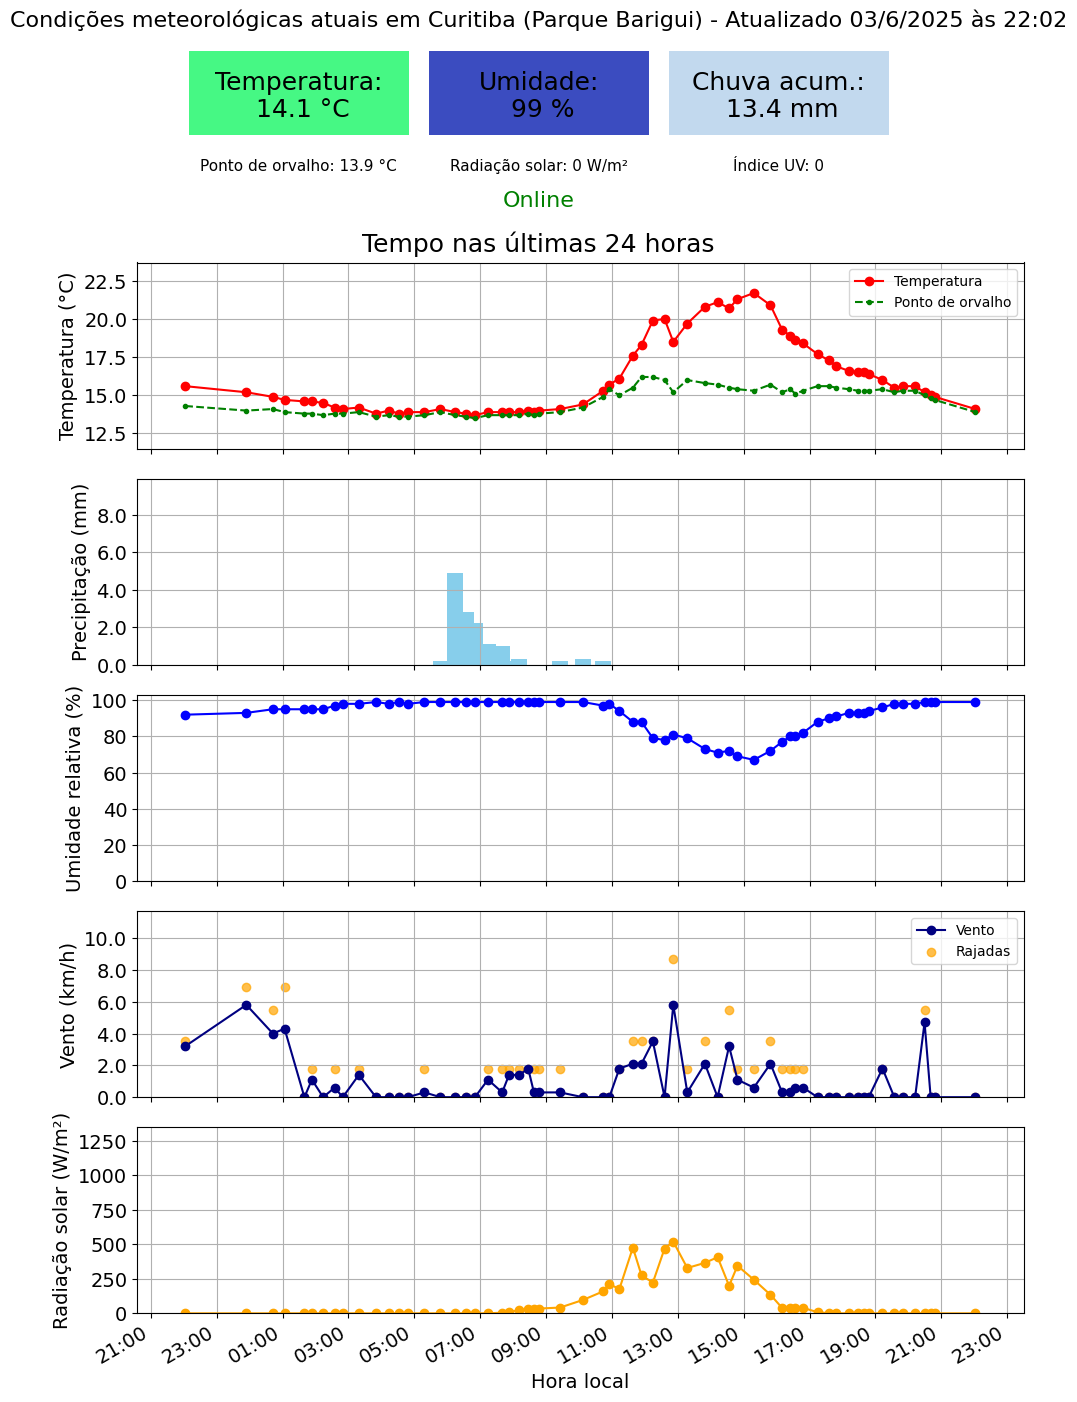 Condições meteorológicas atuais em Curitiba (Parque Barigui) - Atualizado 03/6/2025 às 22:02
Temperatura:
14.1 °C
Umidade:
99 %
Chuva acum.:
13.4 mm
Ponto de orvalho: 13.9 °C
Radiação solar: 0 W/m²
Índice UV: 0
Online
Tempo nas últimas 24 horas
Temperatura (°C)
22.5
20.0
17.5
15.0
12.5
Temperatura
Ponto de orvalho
Precipitação (mm)
8.0
6.0
4.0
2.0
0.0
Umidade relativa (%)
100
80
60
40
20
0
Vento (km/h)
10.0
8.0
6.0
4.0
2.0
0.0
Vento
Rajadas
Radiação solar (W/m²)
1250
1000
750
500
250
0
21:00
23:00
01:00
03:00
05:00
07:00
09:00
11:00
13:00
15:00
17:00
19:00
21:00
23:00
Hora local